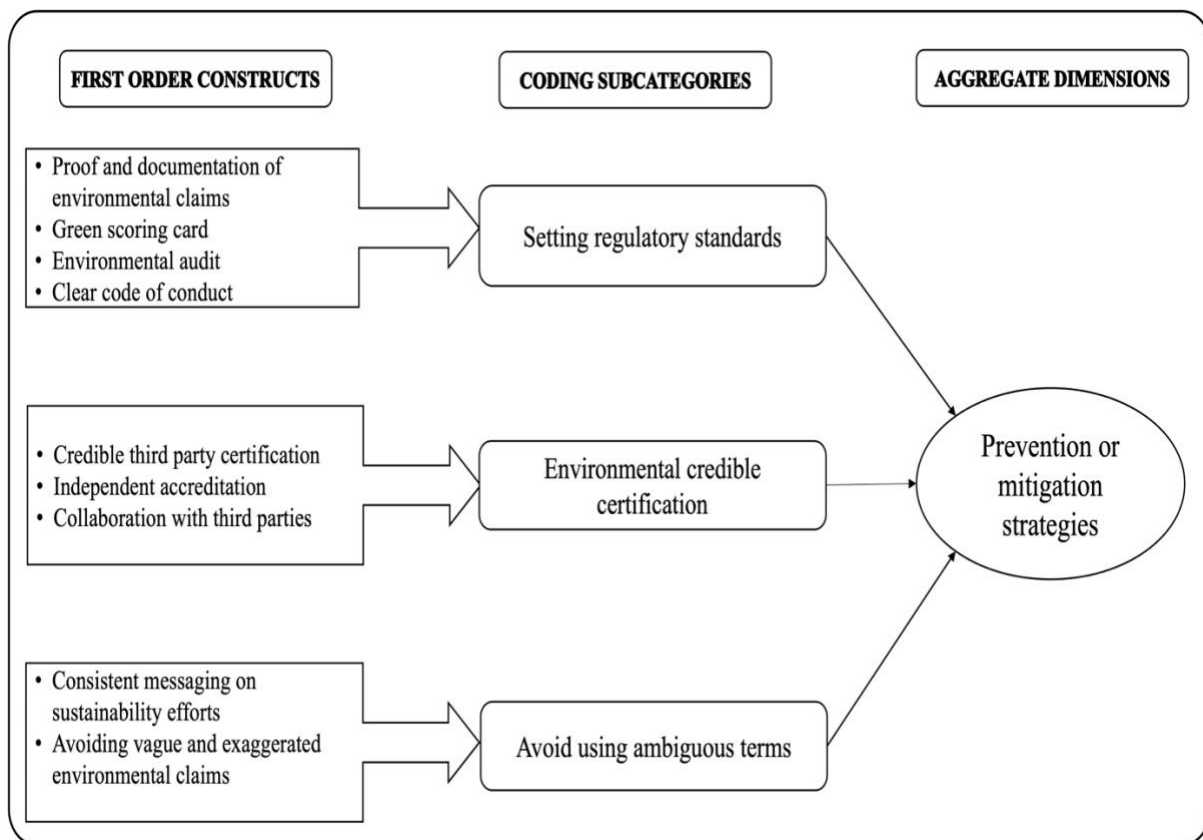 FIRST ORDER CONSTRUCTS
CODING SUBCATEGORIES
AGGREGATE DIMENSIONS
• Proof and documentation of
environmental claims
• Green scoring card
• Environmental audit
• Clear code of conduct
Setting regulatory standards
• Credible third party certification
• Independent accreditation
• Collaboration with third parties
Environmental credible
certification
Prevention or
mitigation
strategies
• Consistent messaging on
sustainability efforts
• Avoiding vague and exaggerated
environmental claims
Avoid using ambiguous terms